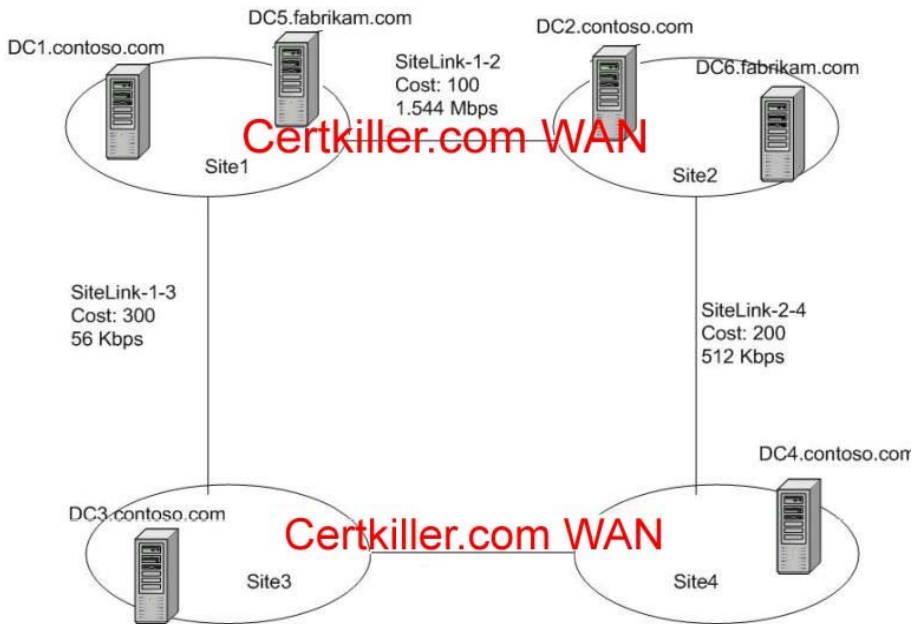 DC5.fabrikam.com
DC1.contoso.com
DC2.contoso.com
SiteLink-1-2
Cost: 100
1.544 Mbps
DC6.fabrikam.com
Certkiller.com WAN
Site1
Site2
SiteLink-1-3
Cost: 300
56 Kbps
SiteLink-2-4
Cost: 200
512 Kbps
DC4.contoso.com
DC3.contoso.com
Certkiller.com WAN
Site3
Site4